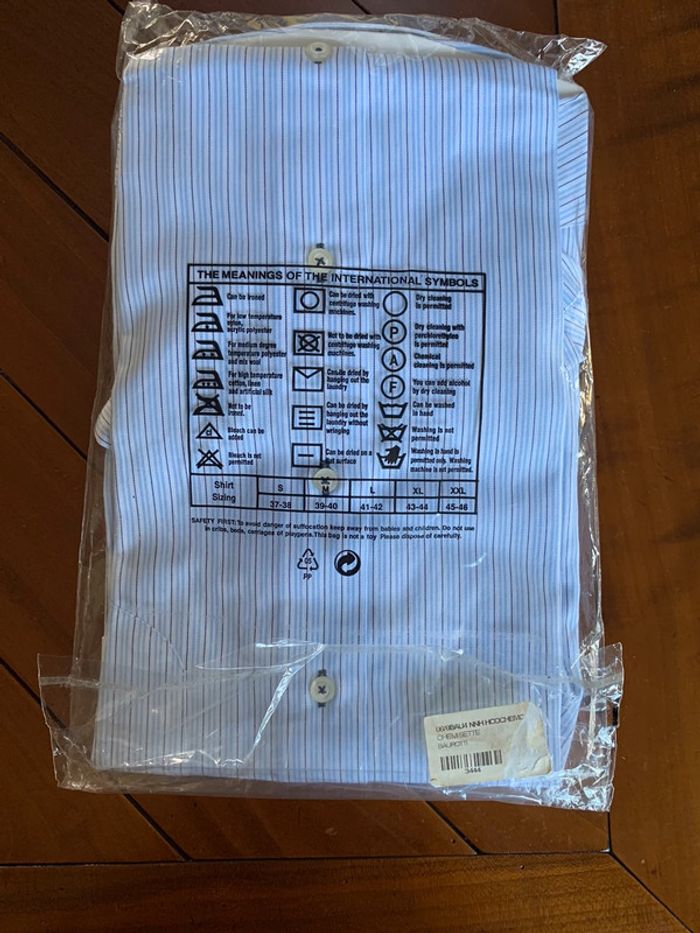 THE MEANINGS OF THE INTERNATIONAL SYMBOLS
Can be ironed
For low temperature
nylon,
acrylic polyester
For medium degree
temperature polyester
and mix wool
For high temperature
cotton, linen
and artificial silk
Not to be
ironed.
Bleach can be
added
Bleach is not
permitted
Can be dried with
centrifuge washing
machines.
Not to be dried with
centrifuge washing
machines.
Can be dried by
hanging out the
laundry
Can be dried by
hanging out the
laundry without
wringing
Can be dried on a
flat surface
Dry cleaning
is permitted
P
Dry cleaning with
perchlorethylen
is permitted
A
Chemical
cleaning is permitted
F
You can add alcohol
by dry cleaning
Can be washed
in hand
Washing is not
permitted
Washing in hand is
permitted only. Washing
machine is not permitted.
Shirt Sizing S M L XL XXL
37-38 39-40 41-42 43-44 45-46
SAFETY FIRST: To avoid danger of suffocation keep away from babies and children. Do not use
in cribs, beds, carriages of playpens. This bag is not a toy Please dispose of carefully.
05
PP
CHEMISETTE
3444